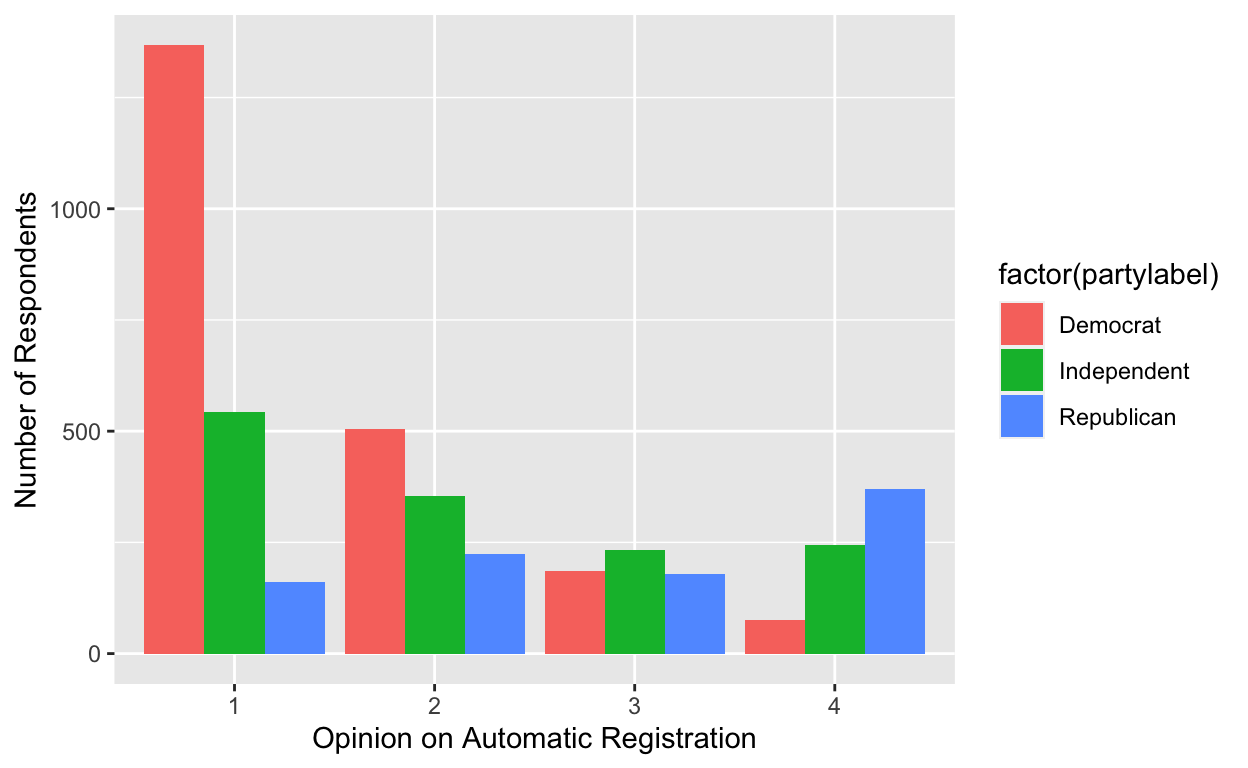 Number of Respondents
1000
500
0
1
2
3
4
Opinion on Automatic Registration
factor(partylabel)
Democrat
Independent
Republican